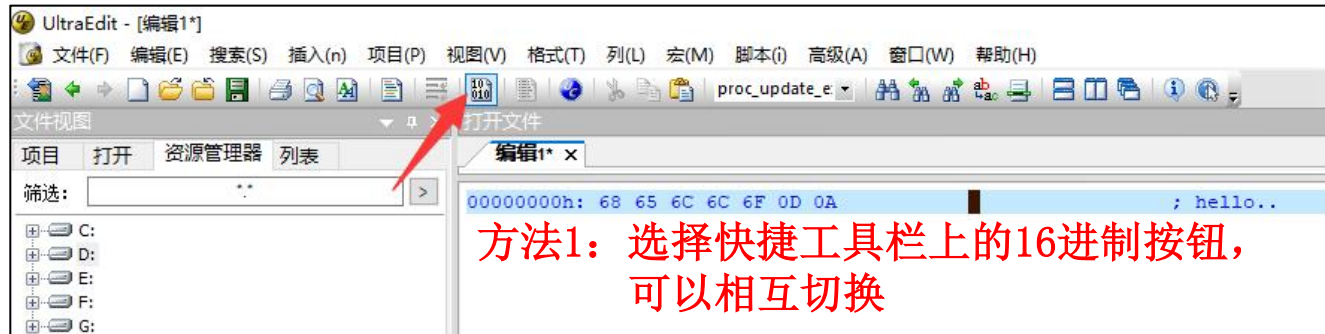 UltraEdit - [编辑1*]
文件(F) 编辑(E) 搜索(S) 插入(n) 项目(P) 视图(V) 格式(T) 列(L) 宏(M) 脚本(i) 高级(A) 窗口(W) 帮助(H)
proc_update_e:
文件视图 打开文件
项目 打开 资源管理器 列表 编辑1* x
筛选： *.* >
00000000h: 68 65 6C 6C 6F 0D 0A ; hello..
C:
D:
E:
F:
G:
方法1：选择快捷工具栏上的16进制按钮，
可以相互切换